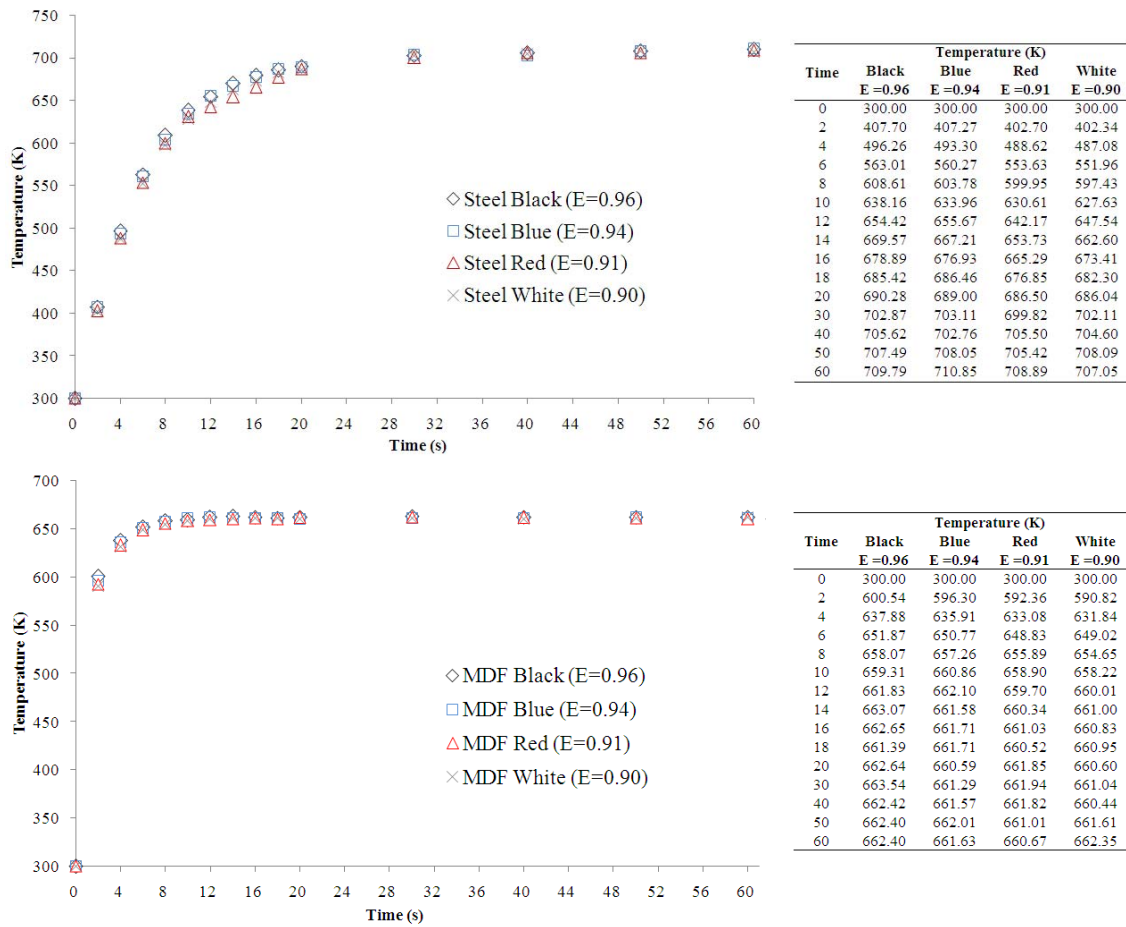 750
700
650
600
550
500
450
400
350
300
Temperature (K)
Steel Black (E=0.96)
Steel Blue (E=0.94)
Steel Red (E=0.91)
Steel White (E=0.90)
0 4 8 12 16 20 24 28 32 36 40 44 48 52 56 60
Time (s)
Temperature (K)
Time Black Blue Red White
E =0.96 E =0.94 E =0.91 E =0.90
0 300.00 300.00 300.00 300.00
2 407.70 407.27 402.70 402.34
4 496.26 493.30 488.62 487.08
6 563.01 560.27 553.63 551.96
8 608.61 603.78 599.95 597.43
10 638.16 633.96 630.61 627.63
12 654.42 655.67 642.17 647.54
14 669.57 667.21 653.73 662.60
16 678.89 676.93 665.29 673.41
18 685.42 686.46 676.85 682.30
20 690.28 689.00 686.50 686.04
30 702.87 703.11 699.82 702.11
40 705.62 702.76 705.50 704.60
50 707.49 708.05 705.42 708.09
60 709.79 710.85 708.89 707.05
700
650
600
550
500
450
400
350
300
Temperature (K)
MDF Black (E=0.96)
MDF Blue (E=0.94)
MDF Red (E=0.91)
MDF White (E=0.90)
0 4 8 12 16 20 24 28 32 36 40 44 48 52 56 60
Time (s)
Temperature (K)
Time Black Blue Red White
E =0.96 E =0.94 E =0.91 E =0.90
0 300.00 300.00 300.00 300.00
2 600.54 596.30 592.36 590.82
4 637.88 635.91 633.08 631.84
6 651.87 650.77 648.83 649.02
8 658.07 657.26 655.89 654.65
10 659.31 660.86 658.90 658.22
12 661.83 662.10 659.70 660.01
14 663.07 661.58 660.34 661.00
16 662.65 661.71 661.03 660.83
18 661.39 661.71 660.52 660.95
20 662.64 660.59 661.85 660.60
30 663.54 661.29 661.94 661.04
40 662.42 661.57 661.82 660.44
50 662.40 662.01 661.01 661.61
60 662.40 661.63 660.67 662.35